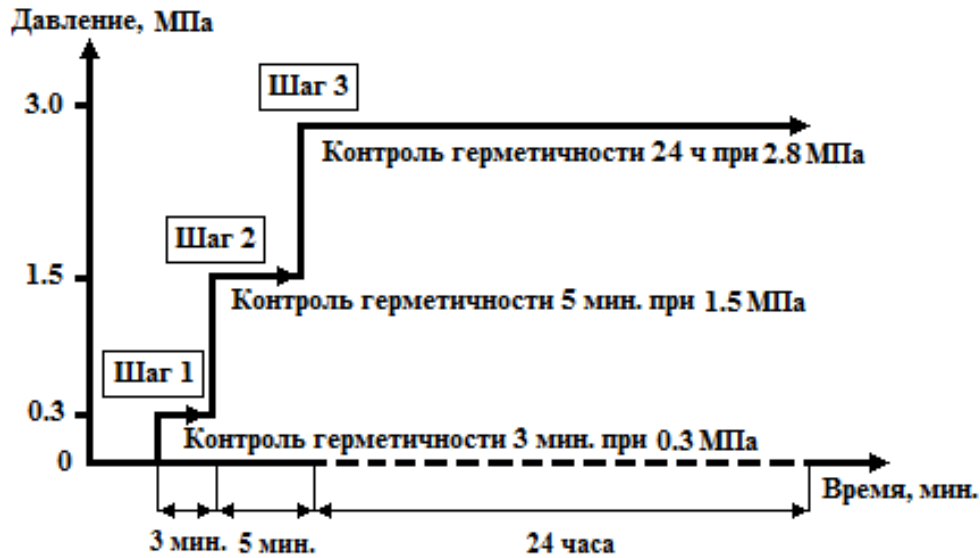 Давление, МПа
Шаг 3
3.0
Контроль герметичности 24 ч при 2.8 МПа
Шаг 2
1.5
Контроль герметичности 5 мин. при 1.5 МПа
Шаг 1
0.3
Контроль герметичности 3 мин. при 0.3 МПа
0
Время, мин.
3 мин. 5 мин. 24 часа